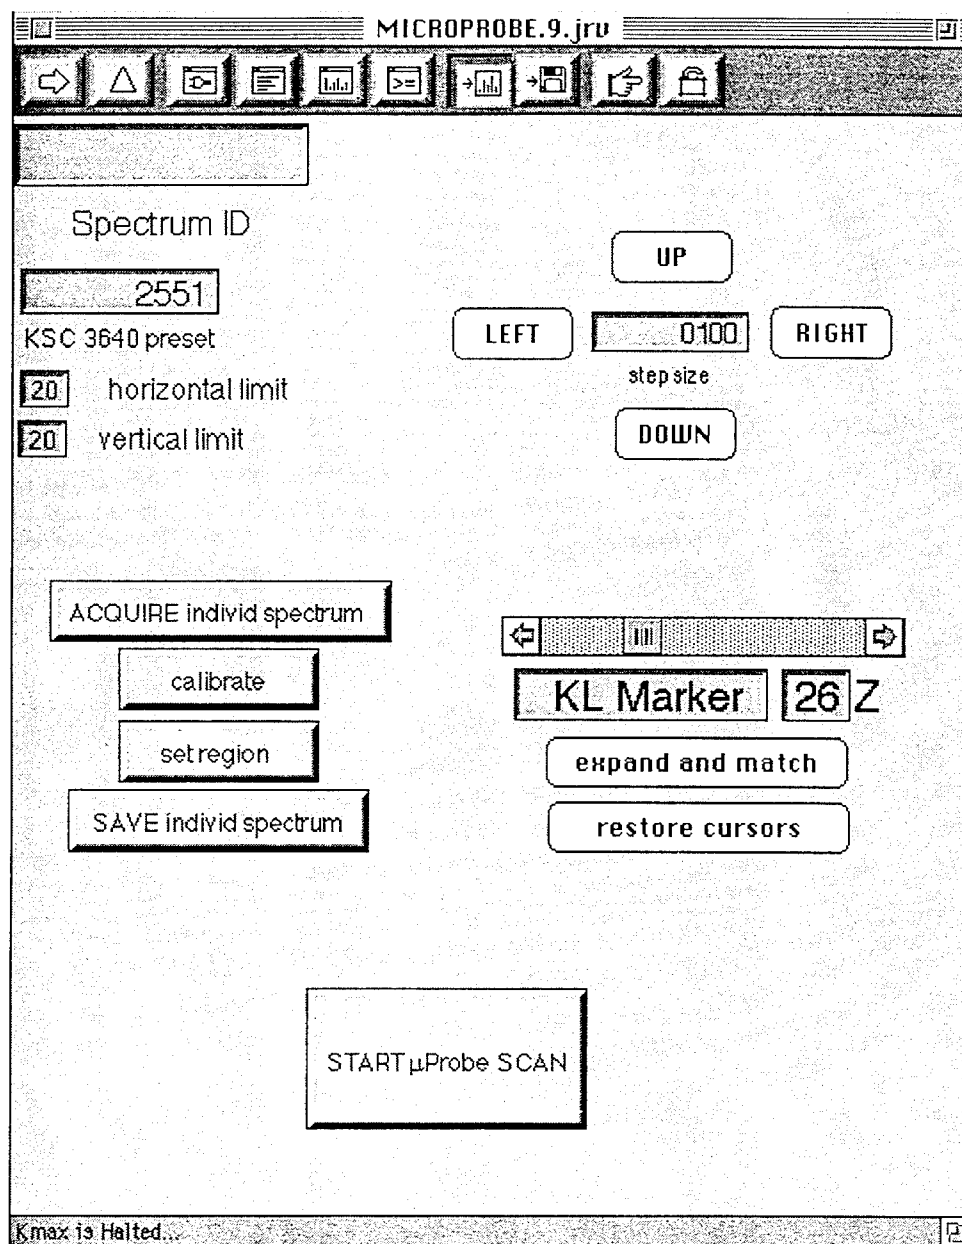 MICROPROBE.9.jru
Spectrum ID
2551
KSC 3640 preset
20 horizontal limit
20 vertical limit
UP
LEFT 0100 RIGHT
step size
DOWN
ACQUIRE individ spectrum
calibrate
set region
SAVE individ spectrum
KL Marker 26 Z
expand and match
restore cursors
START µProbe SCAN
Kmax is Halted...